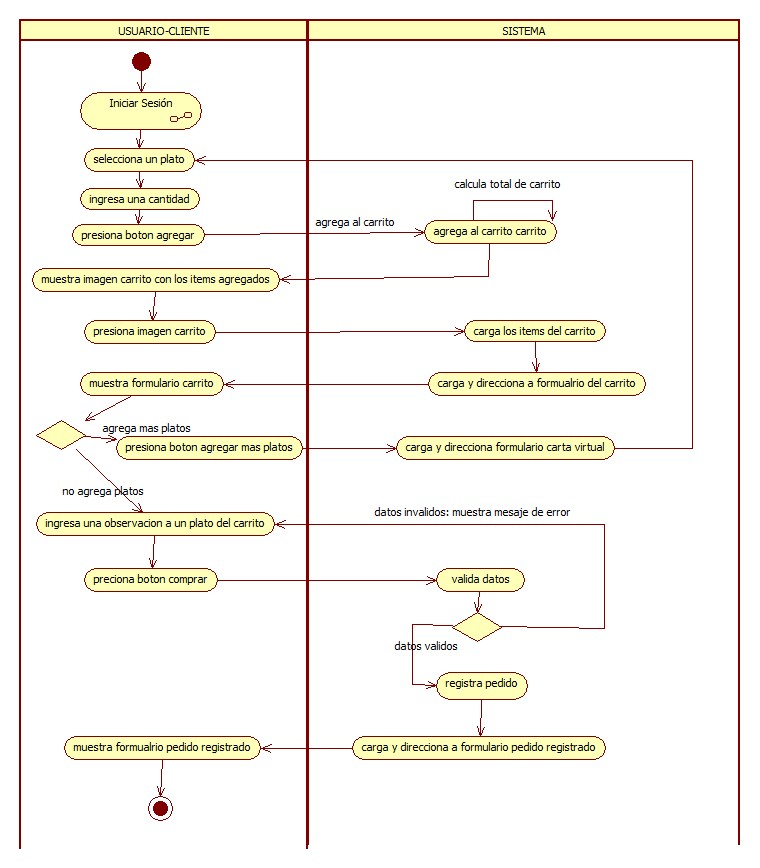 USUARIO-CLIENTE
SISTEMA
Iniciar Sesión
selecciona un plato
calcula total de carrito
ingresa una cantidad
agrega al carrito
presiona boton agregar
agrega al carrito carrito
muestra imagen carrito con los items agregados
presiona imagen carrito
carga los items del carrito
muestra formulario carrito
carga y direcciona a formualrio del carrito
agrega mas platos
presiona boton agregar mas platos
carga y direcciona formulario carta virtual
no agrega platos
datos invalidos: muestra mesaje de error
ingresa una observacion a un plato del carrito
preciona boton comprar
valida datos
datos validos
registra pedido
muestra formualrio pedido registrado
carga y direcciona a formulario pedido registrado